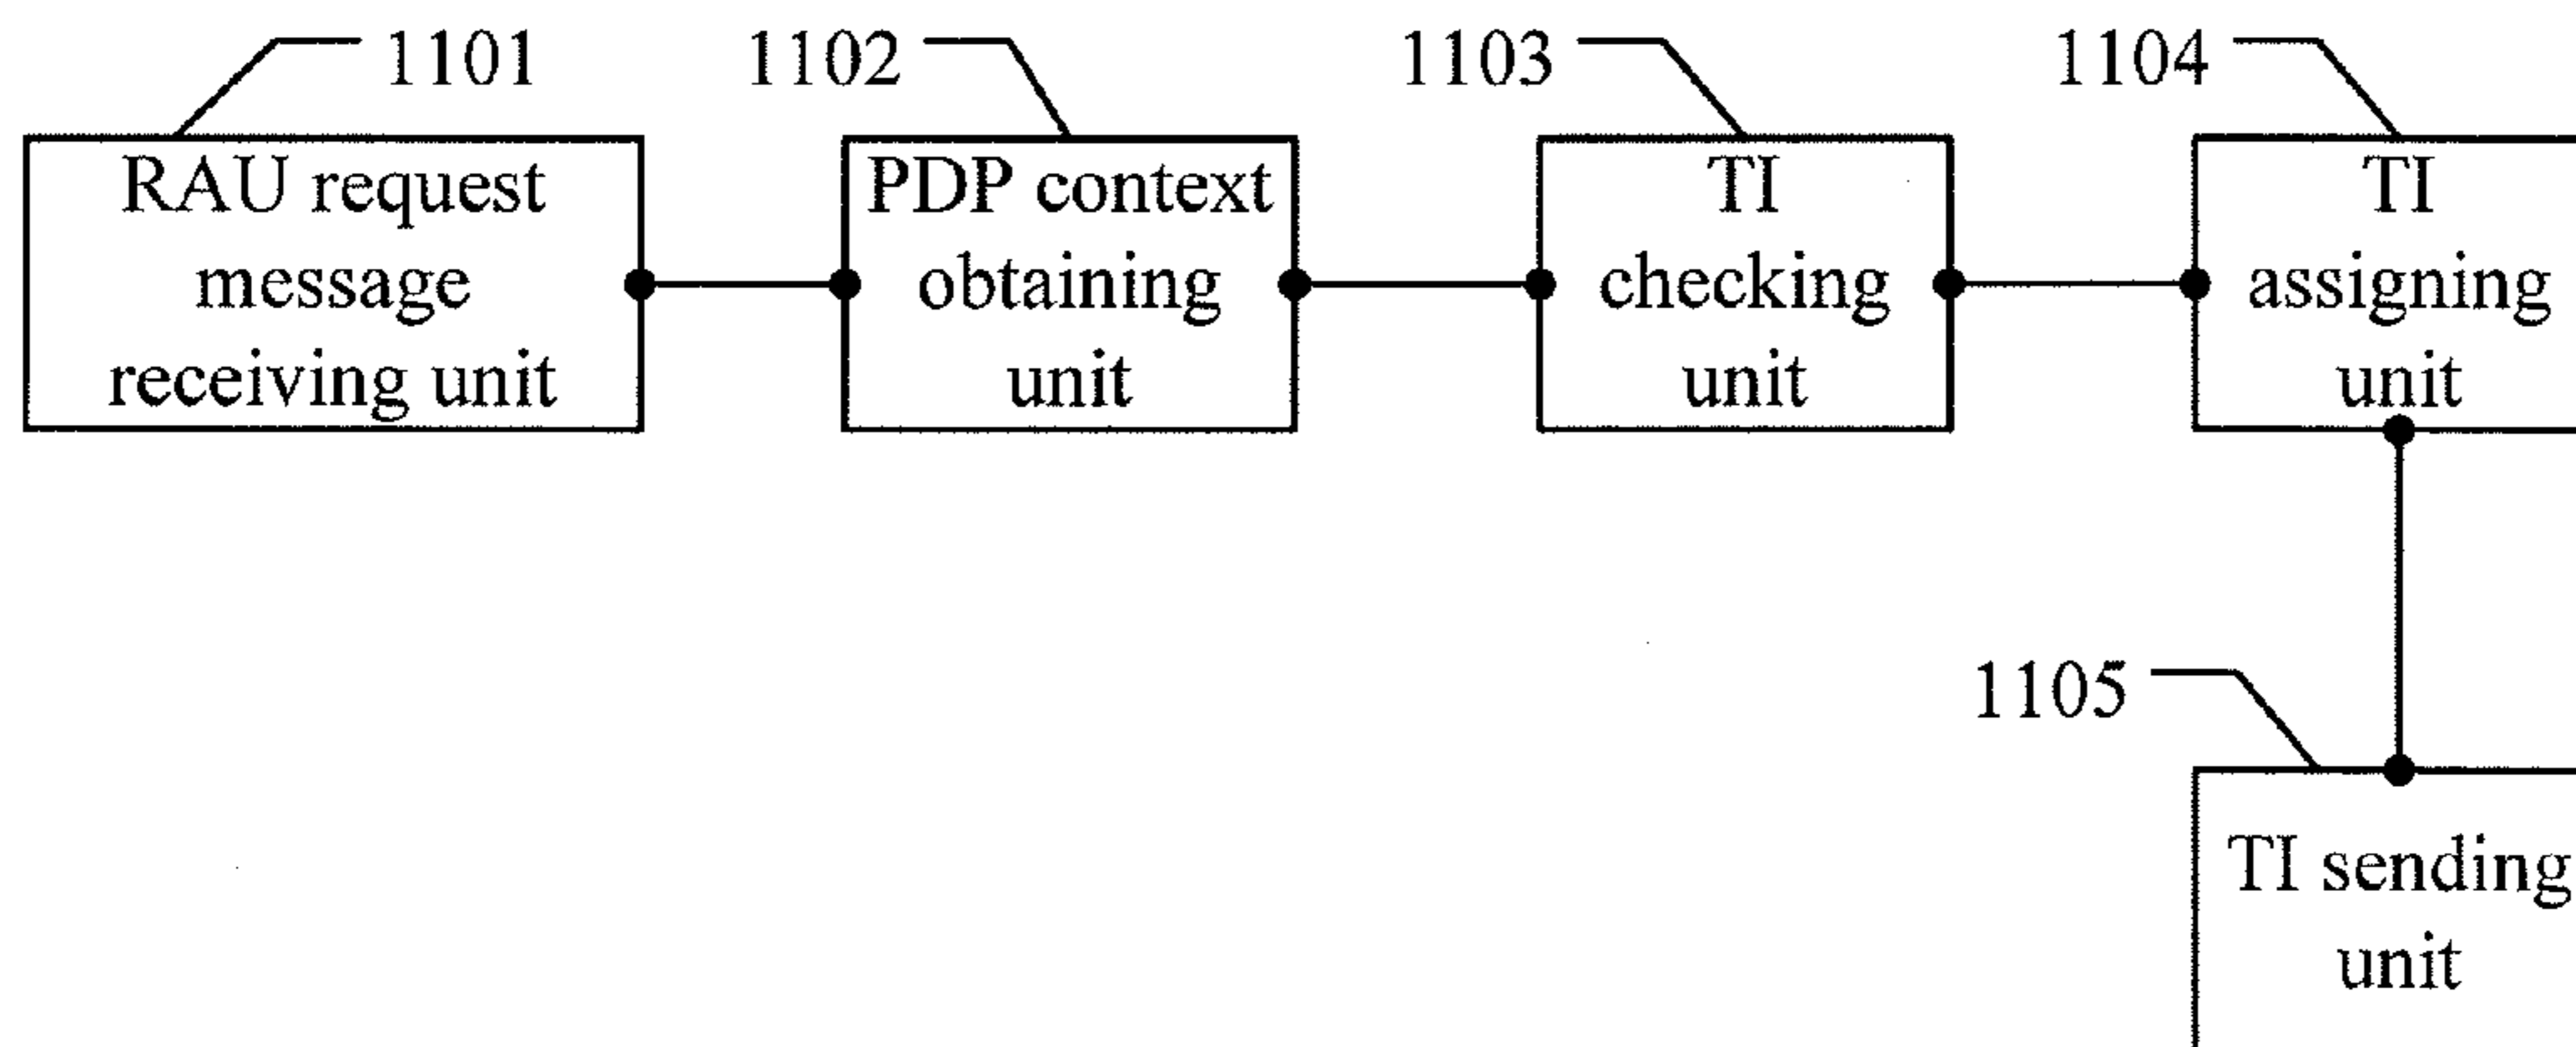 1101
1102
1103
1104
RAU request
message
receiving unit
PDP context
obtaining
unit
TI
checking
unit
TI
assigning
unit
1105
TI sending
unit